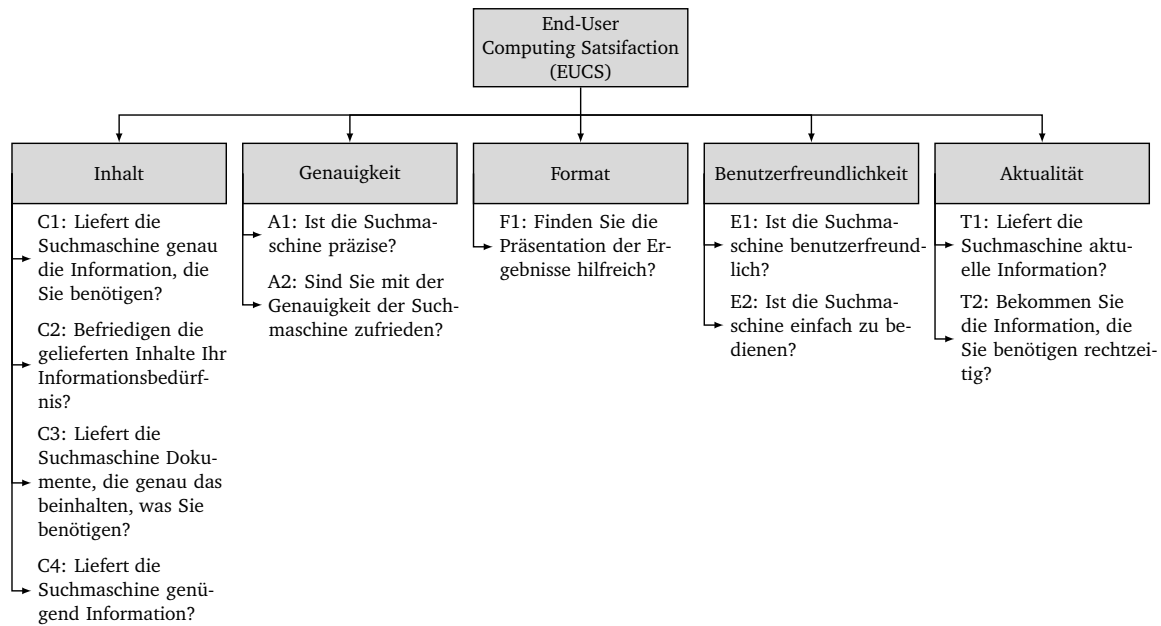 End-User
Computing Satsifaction
(EUCS)
Inhalt
C1: Liefert die
Suchmaschine genau
die Information, die
Sie benötigen?
C2: Befriedigen die
gelieferten Inhalte Ihr
Informationsbedürf-
nis?
C3: Liefert die
Suchmaschine Doku-
mente, die genau das
beinhalten, was Sie
benötigen?
C4: Liefert die
Suchmaschine genü-
gend Information?
Genauigkeit
A1: Ist die Suchma-
schine präzise?
A2: Sind Sie mit der
Genauigkeit der Such-
maschine zufrieden?
Format
F1: Finden Sie die
Präsentation der Er-
gebnisse hilfreich?
Benutzerfreundlichkeit
E1: Ist die Suchma-
schine benutzerfreund-
lich?
E2: Ist die Suchma-
schine einfach zu be-
dienen?
Aktualität
T1: Liefert die
Suchmaschine aktu-
elle Information?
T2: Bekommen Sie
die Information, die
Sie benötigen rechtzei-
tig?